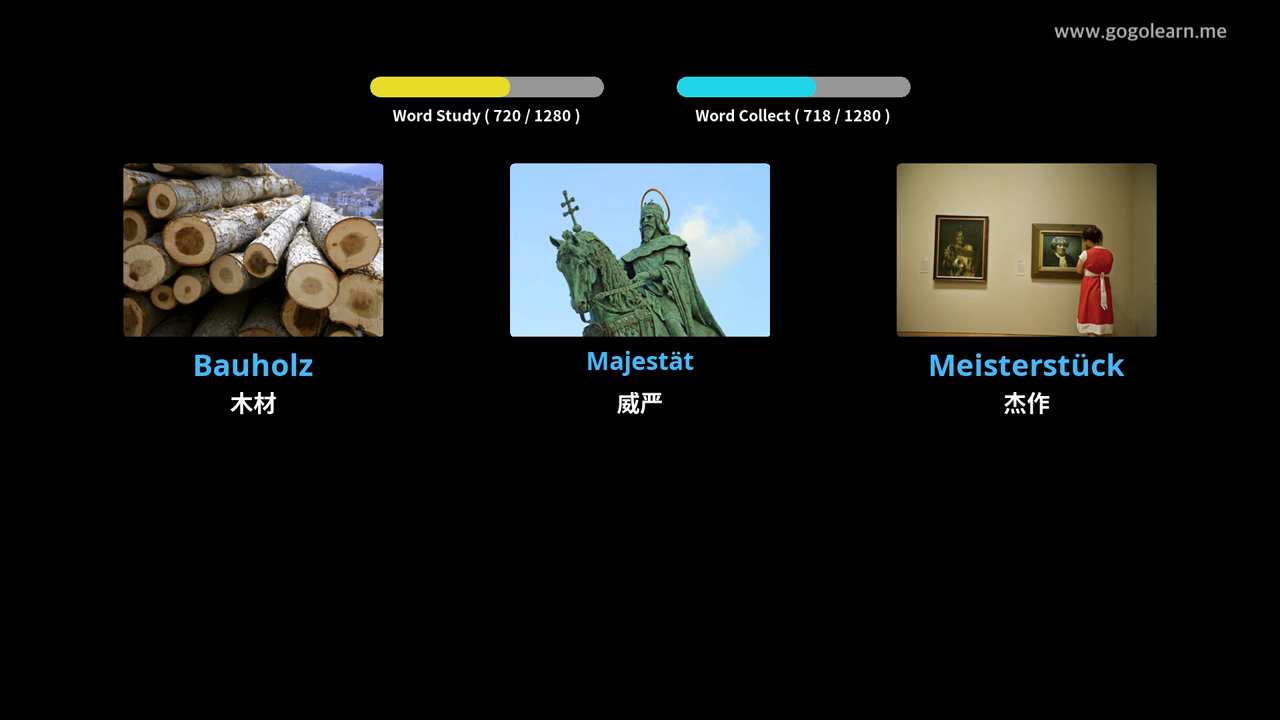 www.gogolearn.me
Word Study ( 720 / 1280 )
Word Collect ( 718 / 1280 )
Bauholz
木材
Majestät
威严
Meisterstück
杰作